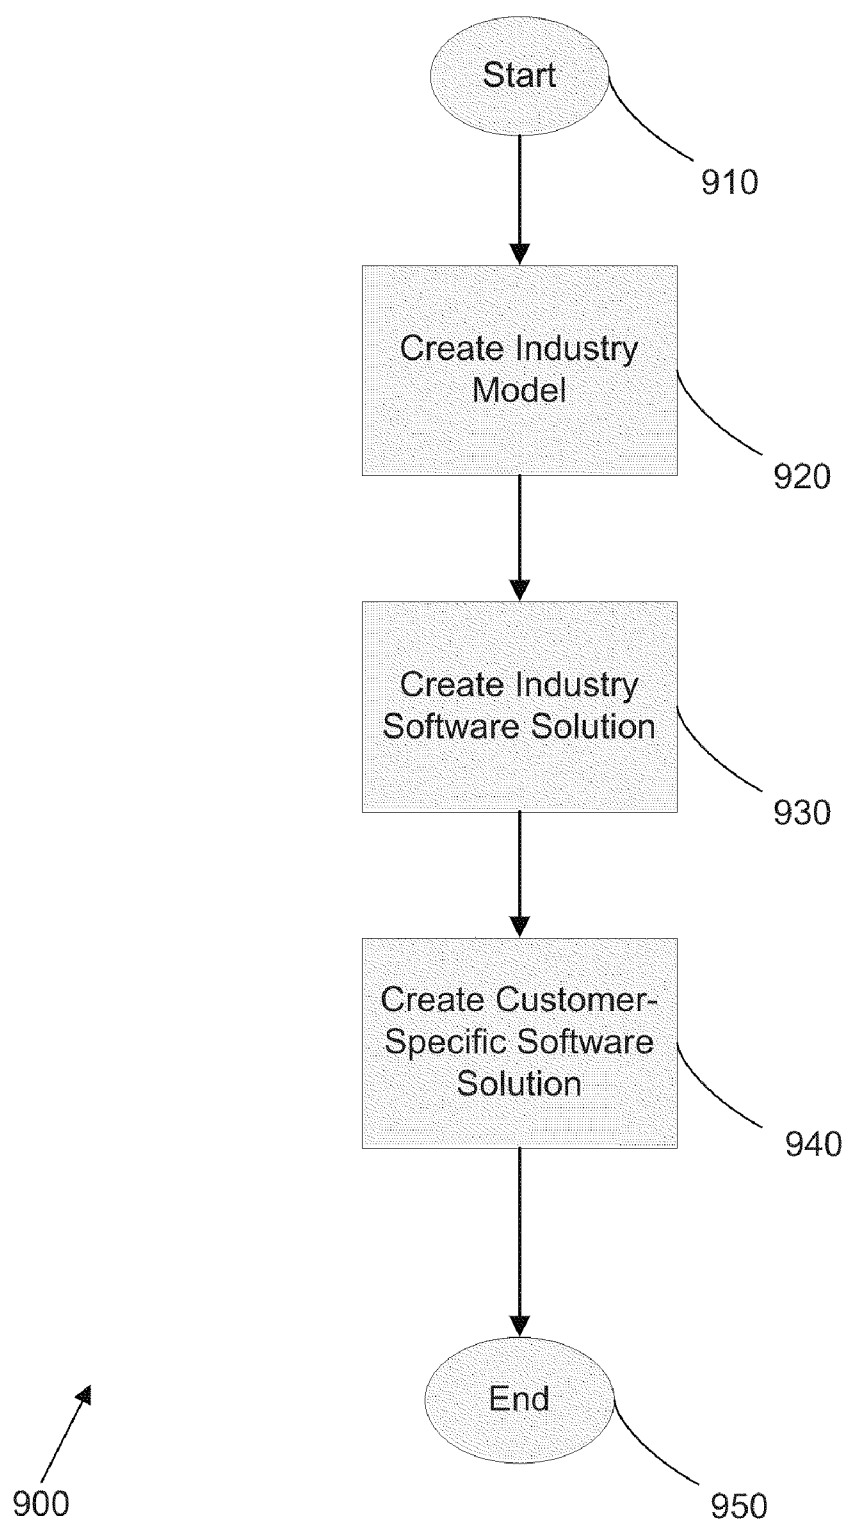 Start
910
Create Industry
Model
920
Create Industry
Software Solution
930
Create Customer-
Specific Software
Solution
940
End
900
950